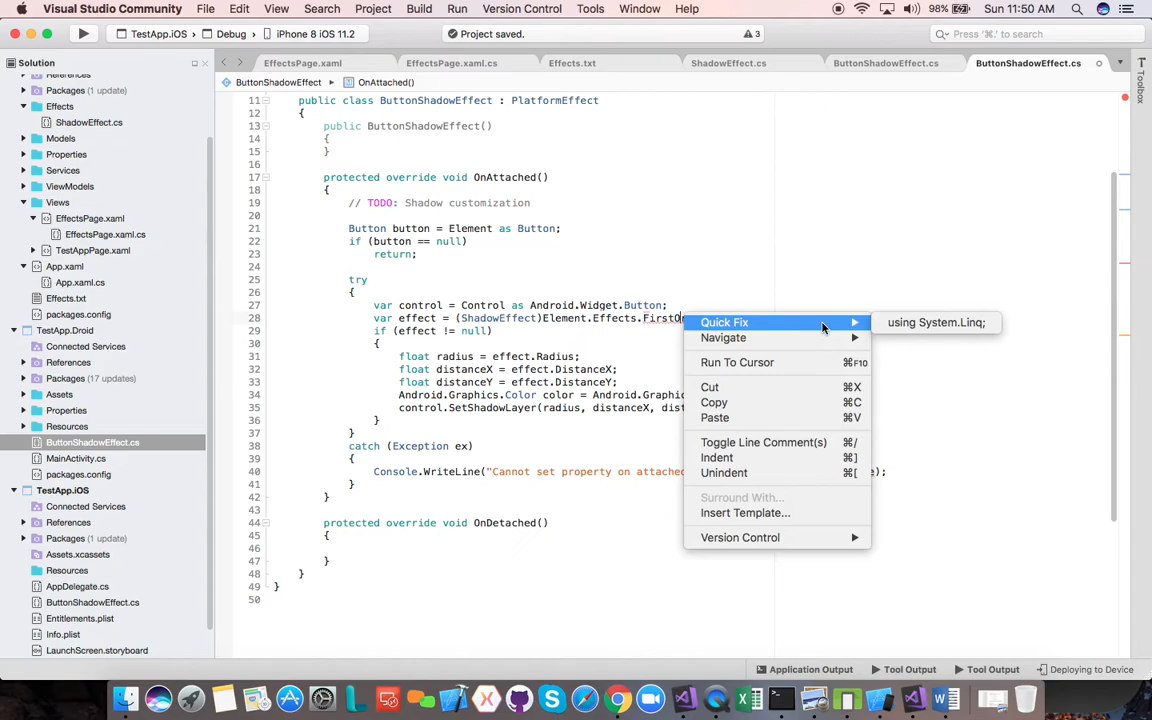 Visual Studio Community File Edit View Search Project Build Run Version Control Tools Window Help 98% Sun 11:50 AM
TestApp.iOS Debug iPhone 8 iOS 11.2 Project saved. 3 Press '⌘.' to search
Solution
EffectsPage.xaml EffectsPage.xaml.cs Effects.txt ShadowEffect.cs ButtonShadowEffect.cs ButtonShadowEffect.cs
ButtonShadowEffect OnAttached()
Toolbox
References
Packages (1 update)
Effects
ShadowEffect.cs
Models
Properties
Services
ViewModels
Views
EffectsPage.xaml
EffectsPage.xaml.cs
TestAppPage.xaml
App.xaml
App.xaml.cs
Effects.txt
packages.config
TestApp.Droid
Connected Services
References
Packages (17 updates)
Assets
Properties
Resources
ButtonShadowEffect.cs
MainActivity.cs
packages.config
TestApp.iOS
Connected Services
References
Packages (1 update)
Assets.xcassets
Resources
AppDelegate.cs
ButtonShadowEffect.cs
Entitlements.plist
Info.plist
LaunchScreen.storyboard
11 public class ButtonShadowEffect : PlatformEffect
12 {
13 public ButtonShadowEffect()
14 {
15 }
16
17 protected override void OnAttached()
18 {
19 // TODO: Shadow customization
20
21 Button button = Element as Button;
22 if (button == null)
23 return;
24
25 try
26 {
27 var control = Control as Android.Widget.Button;
28 var effect = (ShadowEffect)Element.Effects.FirstO
29 if (effect != null)
30 {
31 float radius = effect.Radius;
32 float distanceX = effect.DistanceX;
33 float distanceY = effect.DistanceY;
34 Android.Graphics.Color color = Android.Graphic
35 control.SetShadowLayer(radius, distanceX, dist
36 }
37 }
38 catch (Exception ex)
39 {
40 Console.WriteLine("Cannot set property on attached );
41 }
42 }
43
44 protected override void OnDetached()
45 {
46
47 }
48 }
49 }
50
Quick Fix
Navigate
Run To Cursor ⌘F10
Cut ⌘X
Copy ⌘C
Paste ⌘V
Toggle Line Comment(s) ⌘/
Indent ⌘]
Unindent ⌘[
Surround With...
Insert Template...
Version Control
using System.Linq;
Application Output Tool Output Tool Output Deploying to Device